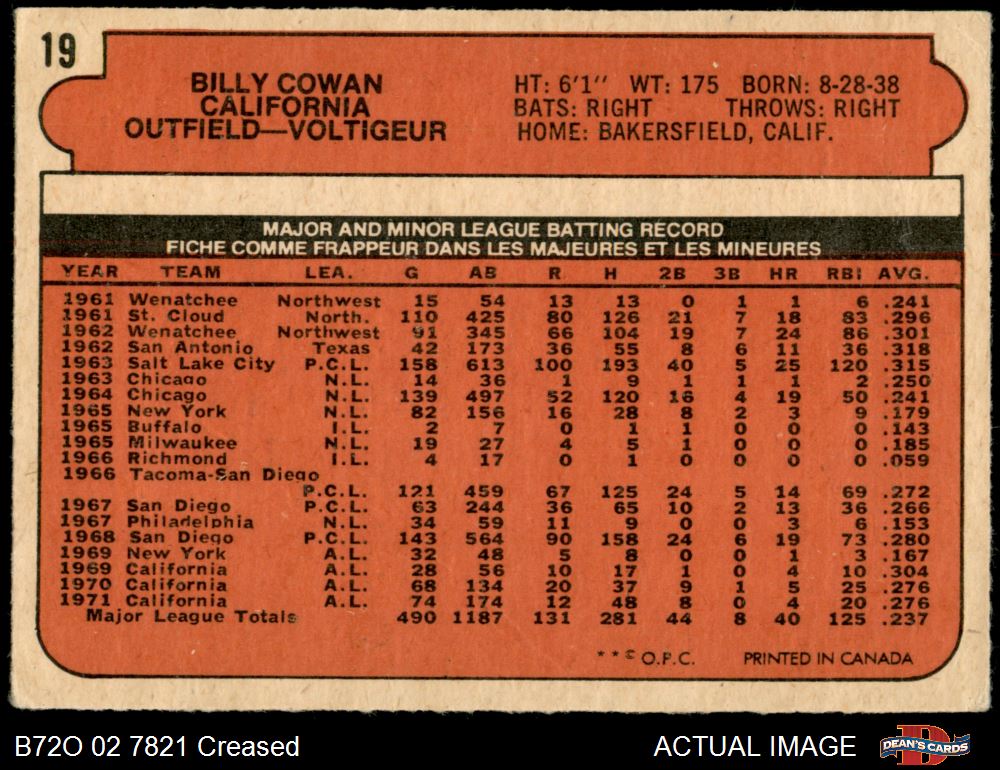 19
BILLY COWAN
CALIFORNIA
OUTFIELD—VOLTIGEUR
HT: 6'1" WT: 175 BORN: 8-28-38
BATS: RIGHT THROWS: RIGHT
HOME: BAKERSFIELD, CALIF.
MAJOR AND MINOR LEAGUE BATTING RECORD
FICHE COMME FRAPPEUR DANS LES MAJEURES ET LES MINEURES
YEAR TEAM LEA. G AB R H 2B 3B HR RBI AVG.
1961 Wenatchee Northwest 15 54 13 13 0 1 1 6 .241
1961 St. Cloud North. 110 425 80 126 21 7 18 83 .296
1962 Wenatchee Northwest 91 345 66 104 19 7 24 86 .301
1962 San Antonio Texas 42 173 36 55 8 6 11 36 .318
1963 Salt Lake City P.C.L. 158 613 100 193 40 5 25 120 .315
1963 Chicago N.L. 14 36 1 9 1 1 1 2 .250
1964 Chicago N.L. 139 497 52 120 16 4 19 50 .241
1965 New York N.L. 82 156 16 28 8 2 3 9 .179
1965 Buffalo I.L. 2 7 0 1 1 0 0 0 .143
1965 Milwaukee N.L. 19 27 4 5 1 0 0 0 .185
1966 Richmond I.L. 4 17 0 1 0 0 0 0 .059
1966 Tacoma-San Diego
P.C.L. 121 459 67 125 24 5 14 69 .272
1967 San Diego P.C.L. 63 244 36 65 10 2 13 36 .266
1967 Philadelphia N.L. 34 59 11 9 0 0 3 6 .153
1968 San Diego P.C.L. 143 564 90 158 24 6 19 73 .280
1969 New York A.L. 32 48 5 8 0 0 1 3 .167
1969 California A.L. 28 56 10 17 1 0 4 10 .304
1970 California A.L. 68 134 20 37 9 1 5 25 .276
1971 California A.L. 74 174 12 48 8 0 4 20 .276
Major League Totals 490 1187 131 281 44 8 40 125 .237
**© O.P.C. PRINTED IN CANADA
B72O 02 7821 Creased
ACTUAL IMAGE
DEAN'S CARDS